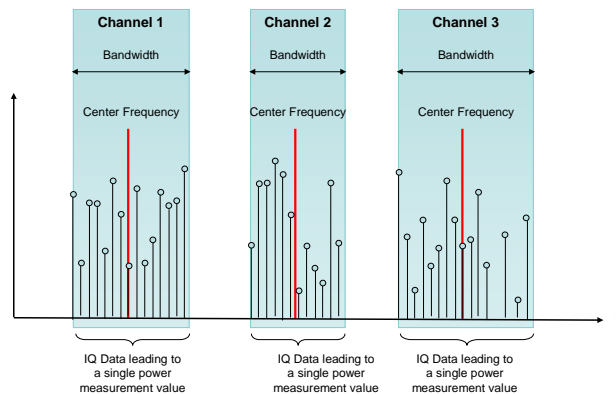 Channel 1
Channel 2
Channel 3
Bandwidth
Bandwidth
Bandwidth
Center Frequency
Center Frequency
Center Frequency
IQ Data leading to
a single power
measurement value
IQ Data leading to
a single power
measurement value
IQ Data leading to
a single power
measurement value